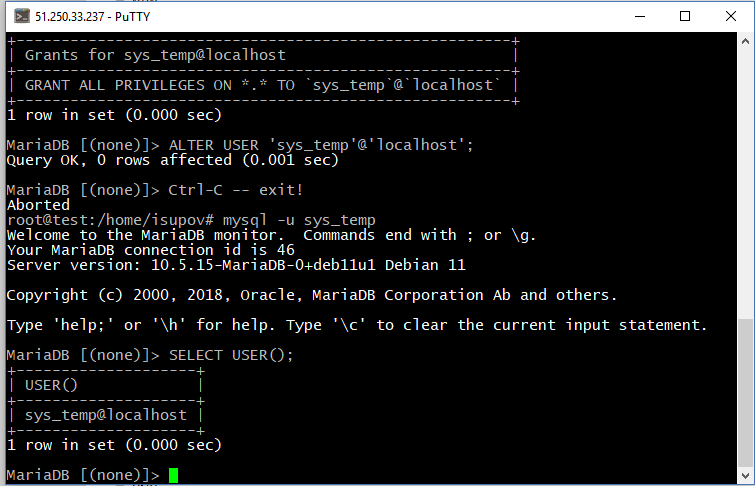 51.250.33.237 - PuTTY
+--------------------------------------------------+
| Grants for sys_temp@localhost                    |
+--------------------------------------------------+
| GRANT ALL PRIVILEGES ON *.* TO `sys_temp`@`localhost` |
+--------------------------------------------------+
1 row in set (0.000 sec)
MariaDB [(none)]> ALTER USER 'sys_temp'@'localhost';
Query OK, 0 rows affected (0.001 sec)
MariaDB [(none)]> Ctrl-C -- exit!
Aborted
root@test:/home/isupov# mysql -u sys_temp
Welcome to the MariaDB monitor.  Commands end with ; or \g.
Your MariaDB connection id is 46
Server version: 10.5.15-MariaDB-0+deb11u1 Debian 11
Copyright (c) 2000, 2018, Oracle, MariaDB Corporation Ab and others.
Type 'help;' or '\h' for help. Type '\c' to clear the current input statement.
MariaDB [(none)]> SELECT USER();
+--------------------+
| USER()             |
+--------------------+
| sys_temp@localhost |
+--------------------+
1 row in set (0.000 sec)
MariaDB [(none)]>